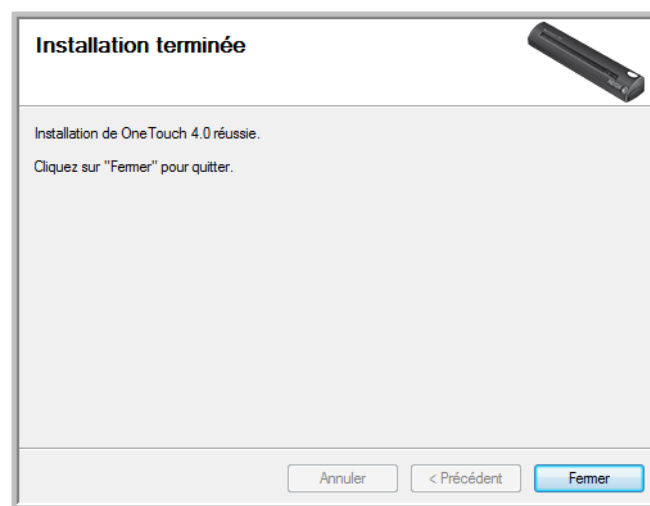 Installation terminée
Installation de OneTouch 4.0 réussie.
Cliquez sur "Fermer" pour quitter.
Annuler
< Précédent
Fermer